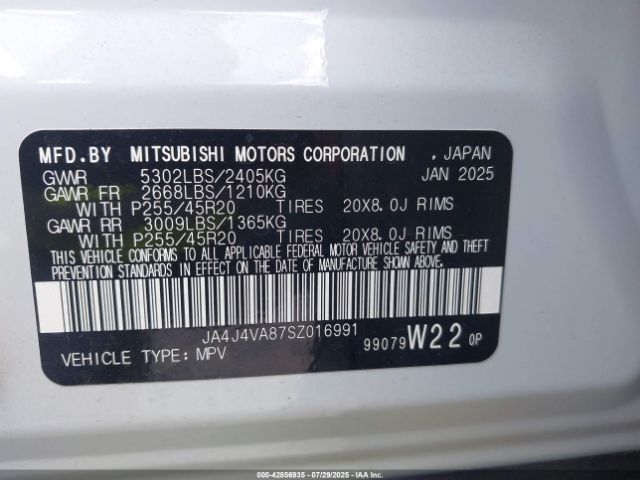 MFD.BY MITSUBISHI MOTORS CORPORATION , JAPAN
GVWR 5302LBS/2405KG JAN 2025
GAWR FR 2668LBS/1210KG
WITH P255/45R20 TIRES 20X8.0J RIMS
GAWR RR 3009LBS/1365KG
WITH P255/45R20 TIRES 20X8.0J RIMS
THIS VEHICLE CONFORMS TO ALL APPLICABLE FEDERAL MOTOR VEHICLE SAFETY AND THEFT
PREVENTION STANDARDS IN EFFECT ON THE DATE OF MANUFACTURE SHOWN ABOVE.
JA4J4VA87SZ016991
VEHICLE TYPE: MPV 99079 W22 0P
000-42856935 - 07/29/2025 - IAAI.CA